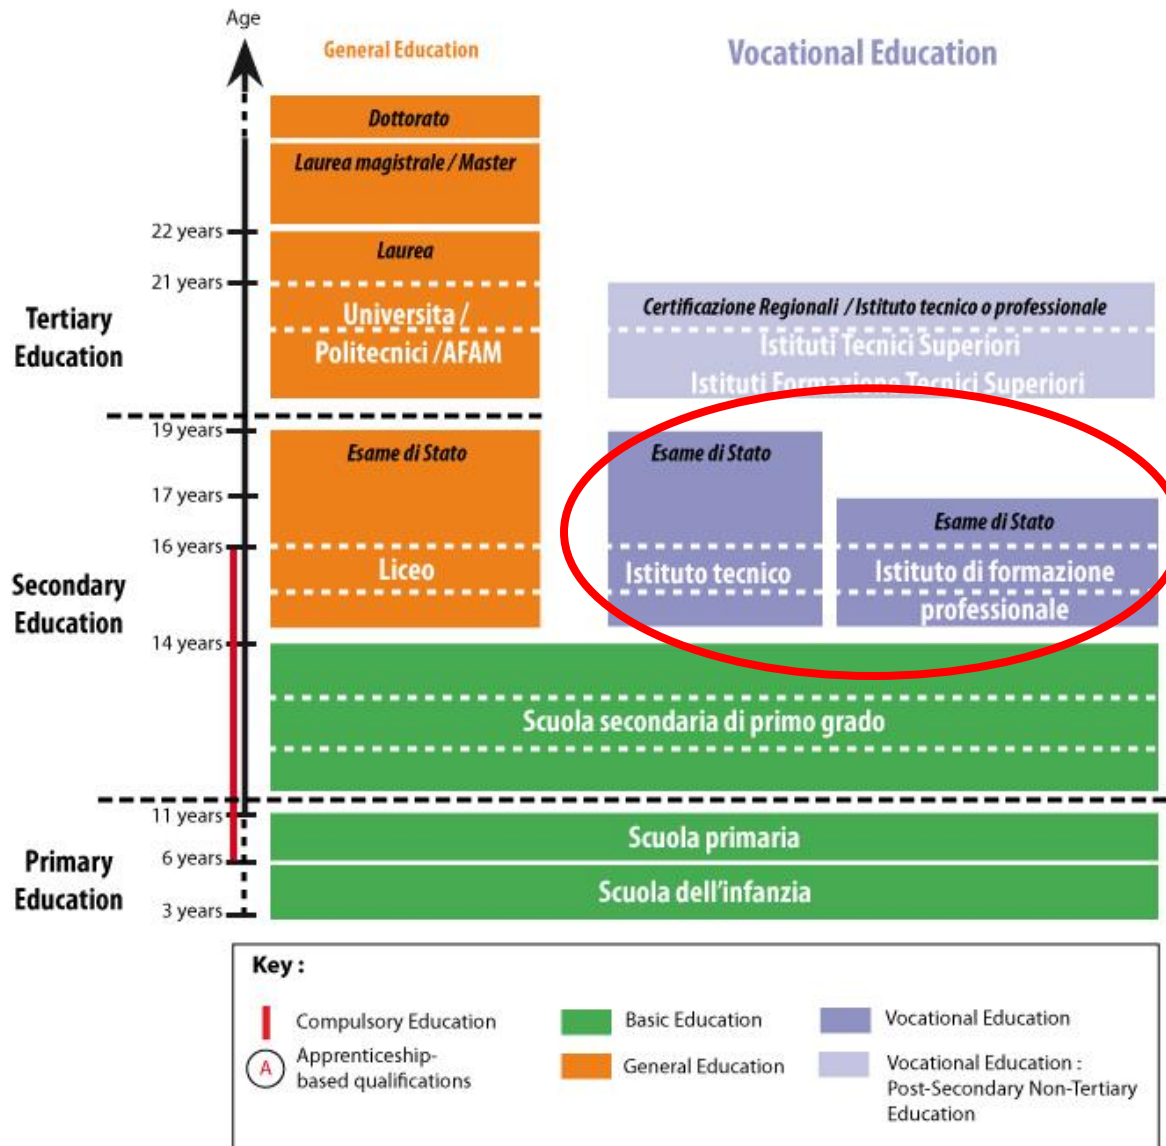 Age
General Education
Vocational Education
Dottorato
Laurea magistrale / Master
22 years
Laurea
21 years
Tertiary
Education
Universita /
Politecnici /AFAM
Certificazione Regionali / Istituto tecnico o professionale
Istituti Tecnici Superiori
Istituti Formazione Tecnici Superiori
19 years
17 years
16 years
14 years
Secondary
Education
Esame di Stato
Liceo
Esame di Stato
Istituto tecnico
Esame di Stato
Istituto di formazione
professionale
Scuola secondaria di primo grado
11 years
6 years
3 years
Primary
Education
Scuola primaria
Scuola dell'infanzia
Key :
Compulsory Education
A
Apprenticeship-
based qualifications
Basic Education
General Education
Vocational Education
Vocational Education :
Post-Secondary Non-Tertiary
Education